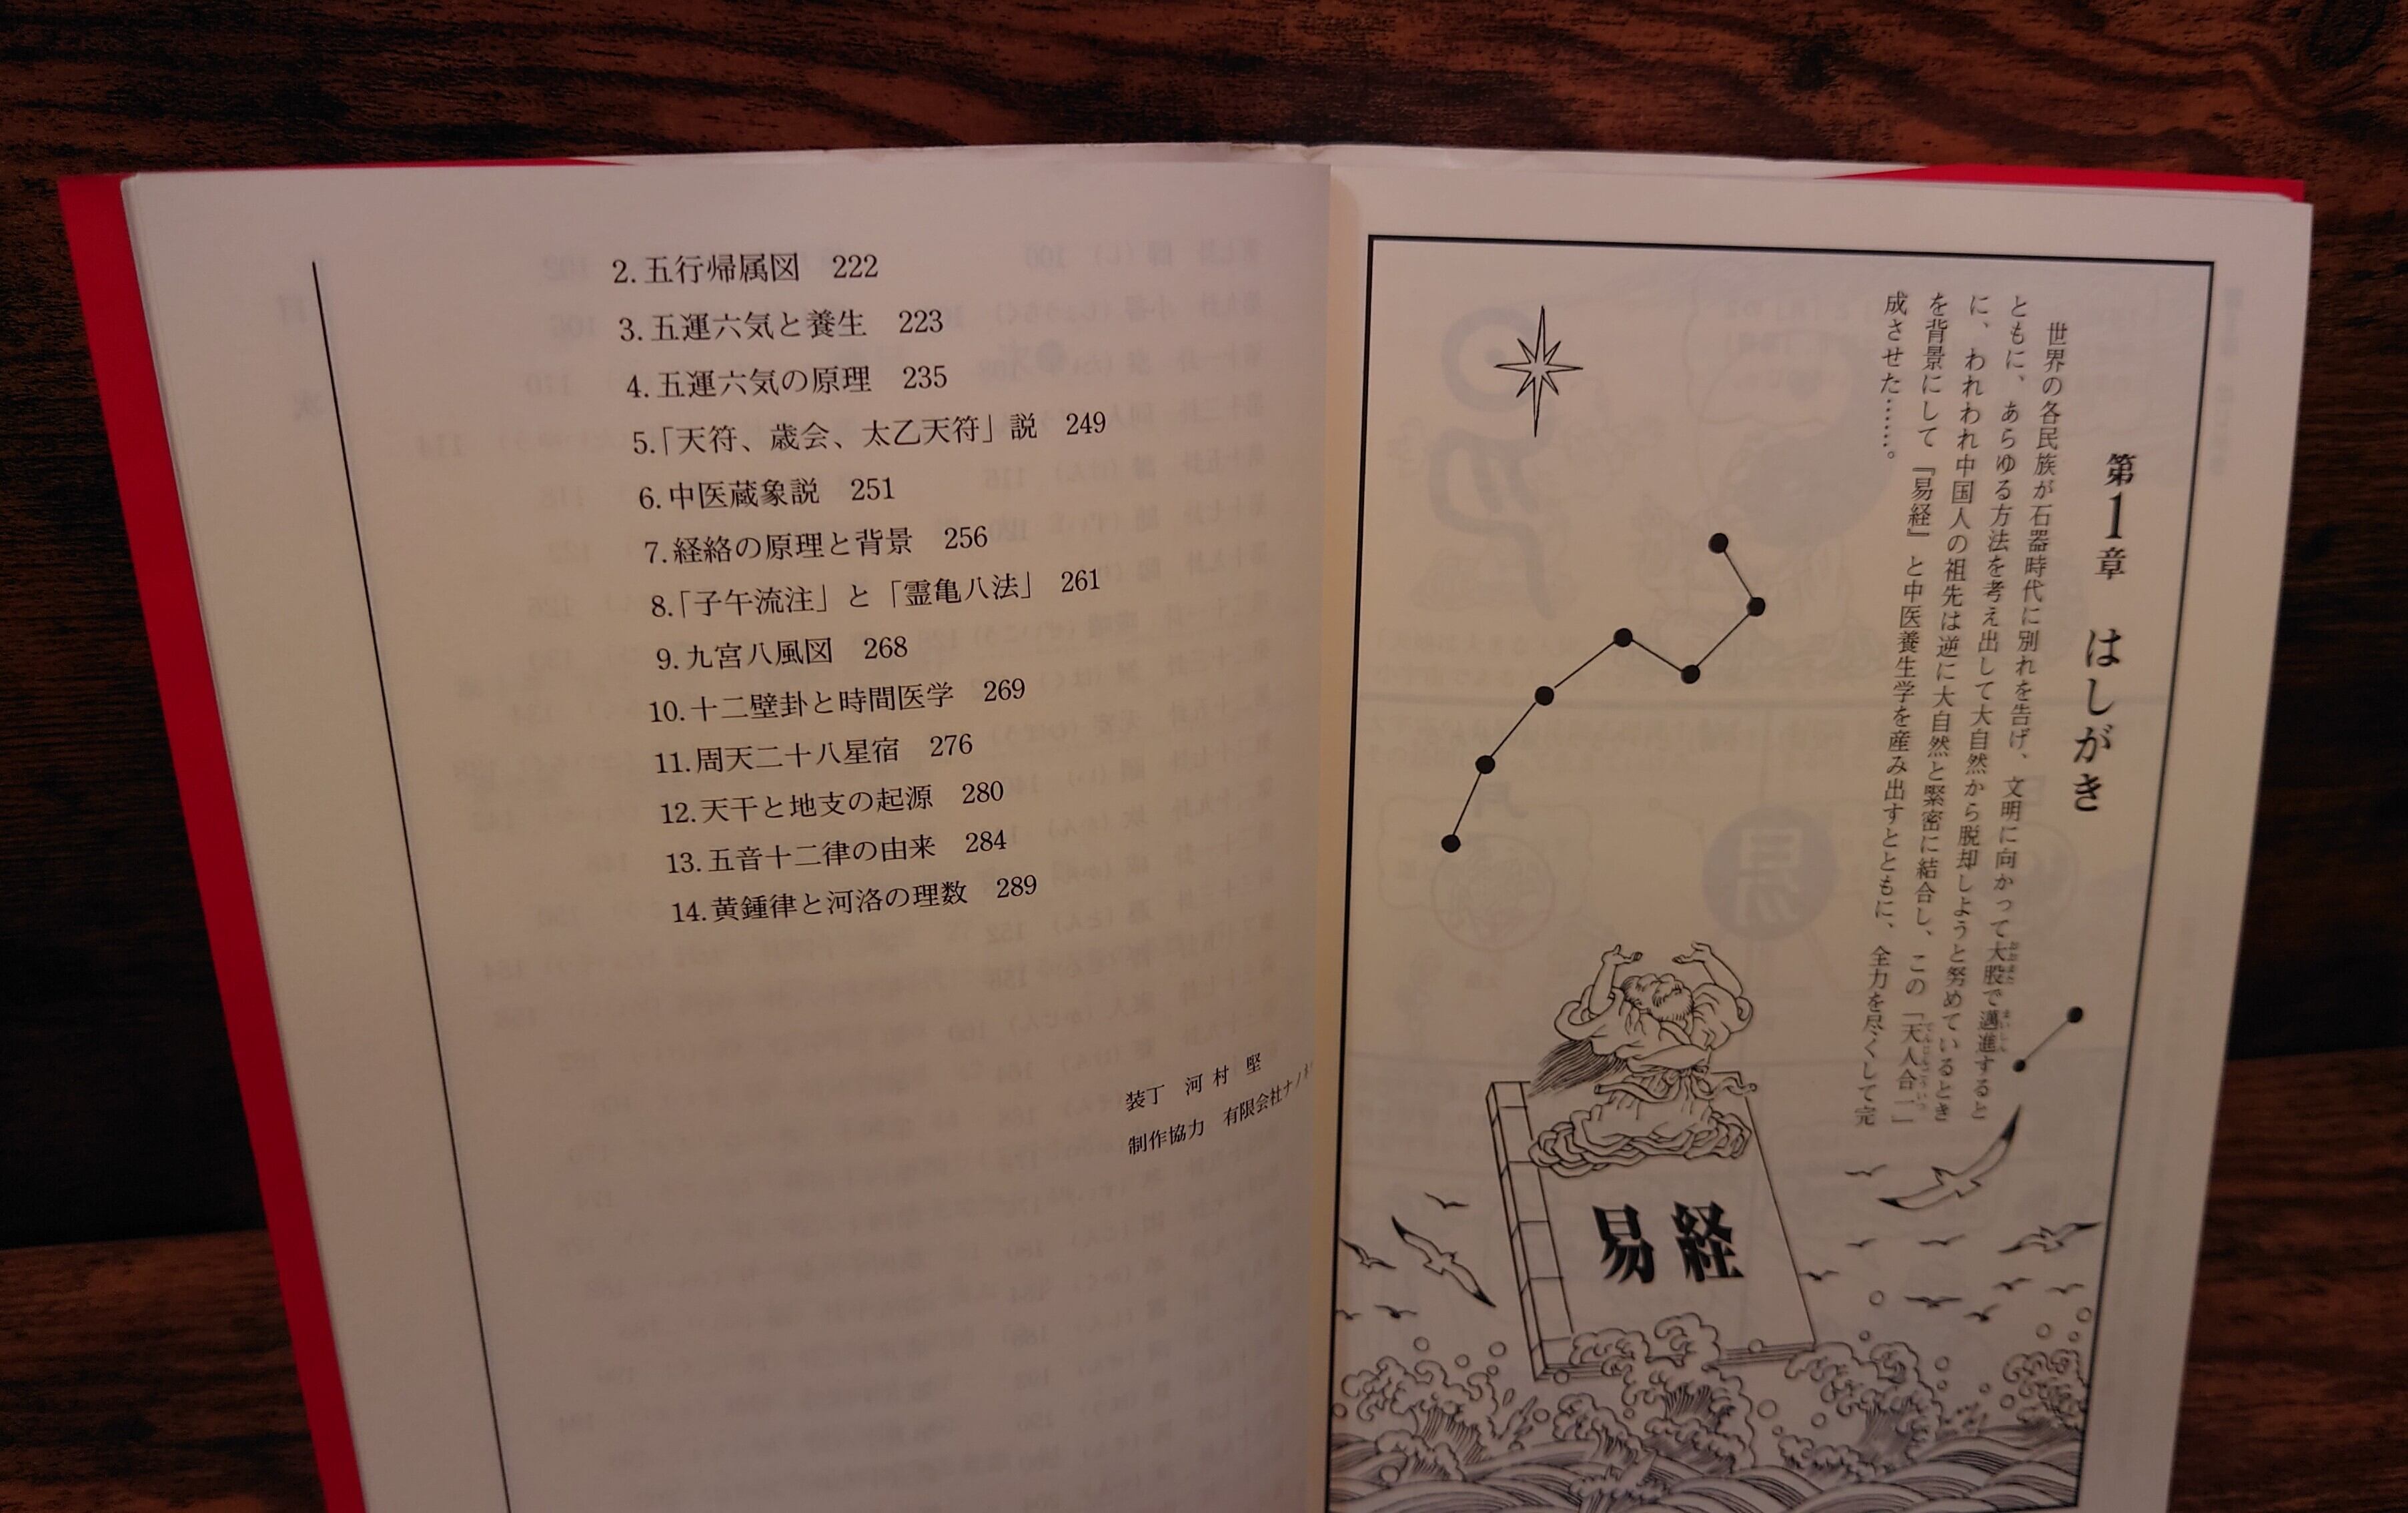 2. 五行帰属図 222
3. 五運六気と養生 223
4. 五運六気の原理 235
5.「天符、歳会、太乙天符」説 249
6. 中医蔵象説 251
7. 経絡の原理と背景 256
8.「子午流注」と「霊亀八法」 261
9. 九宮八風図 268
10. 十二壁卦と時間医学 269
11. 周天二十八星宿 276
12. 天干と地支の起源 280
13. 五音十二律の由来 284
14. 黄鍾律と河洛の理数 289
装丁 河村 堅
制作協力 有限会社ナノ
第1章 はしがき
世界の各民族が石器時代に別れを告げ、文明に向かって大股で邁進すると
ともに、あらゆる方法を考え出して大自然から脱却しようと努めているとき
に、われわれ中国人の祖先は逆に大自然と緊密に結合し、この「天人合一」
を背景にして『易経』と中医養生学を産み出すとともに、全力を尽くして完
成させた……。
易経